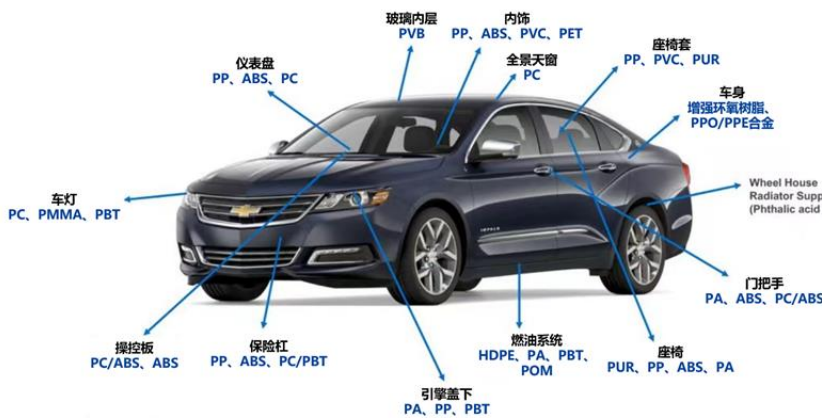 玻璃内层
PVB
内饰
PP、ABS、PVC、PET
仪表盘
PP、ABS、PC
全景天窗
PC
座椅套
PP、PVC、PUR
车身
增强环氧树脂、
PPO/PPE合金
车灯
PC、PMMA、PBT
Wheel House
Radiator Supp
(Phthalic acid
IMPALA
门把手
PA、ABS、PC/ABS
操控板
PC/ABS、ABS
保险杠
PP、ABS、PC/PBT
燃油系统
HDPE、PA、PBT、
POM
座椅
PUR、PP、ABS、PA
引擎盖下
PA、PP、PBT